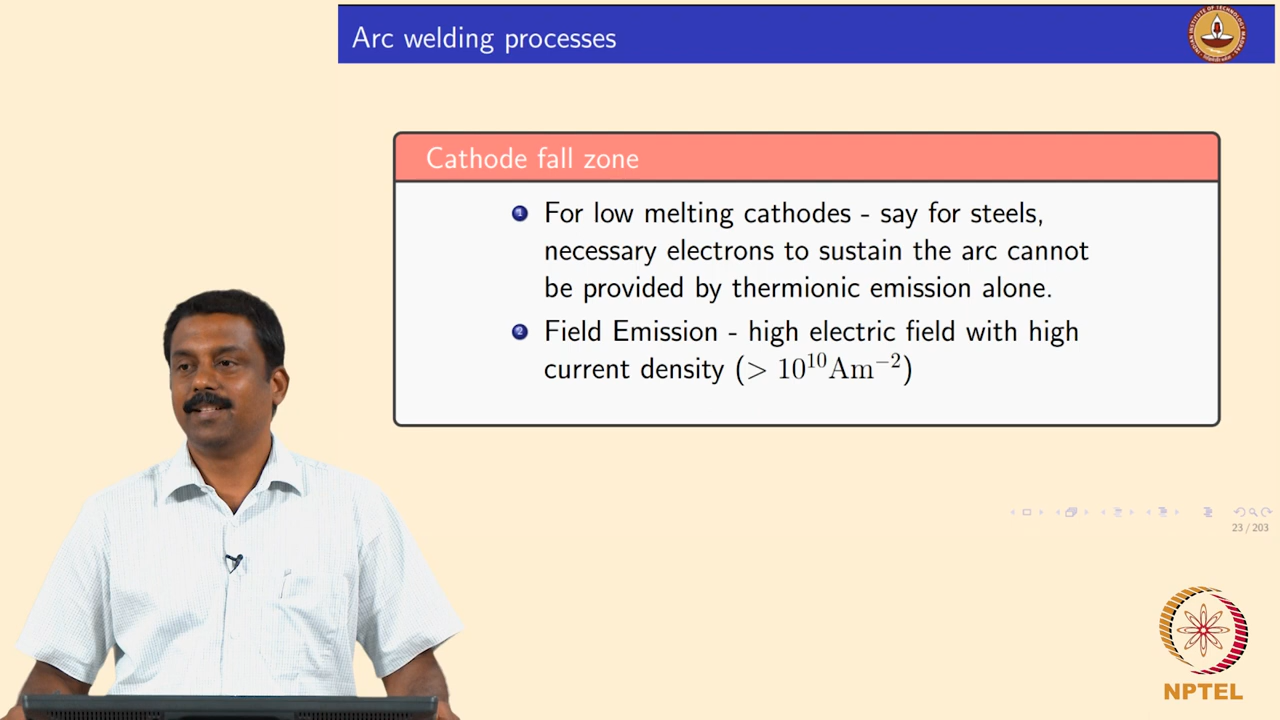 Arc welding processes
Cathode fall zone
1 For low melting cathodes - say for steels,
necessary electrons to sustain the arc cannot
be provided by thermionic emission alone.
2 Field Emission - high electric field with high
current density (> 10¹⁰Am⁻²)
23 / 203
NPTEL